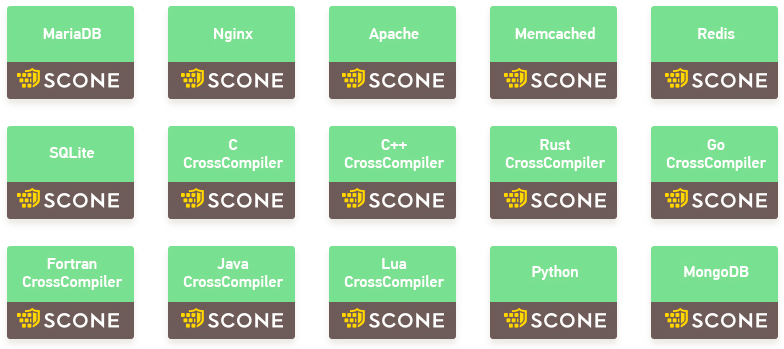 MariaDB
SCONE
Nginx
SCONE
Apache
SCONE
Memcached
SCONE
Redis
SCONE
SQLite
SCONE
C
CrossCompiler
SCONE
C++
CrossCompiler
SCONE
Rust
CrossCompiler
SCONE
Go
CrossCompiler
SCONE
Fortran
CrossCompiler
SCONE
Java
CrossCompiler
SCONE
Lua
CrossCompiler
SCONE
Python
SCONE
MongoDB
SCONE